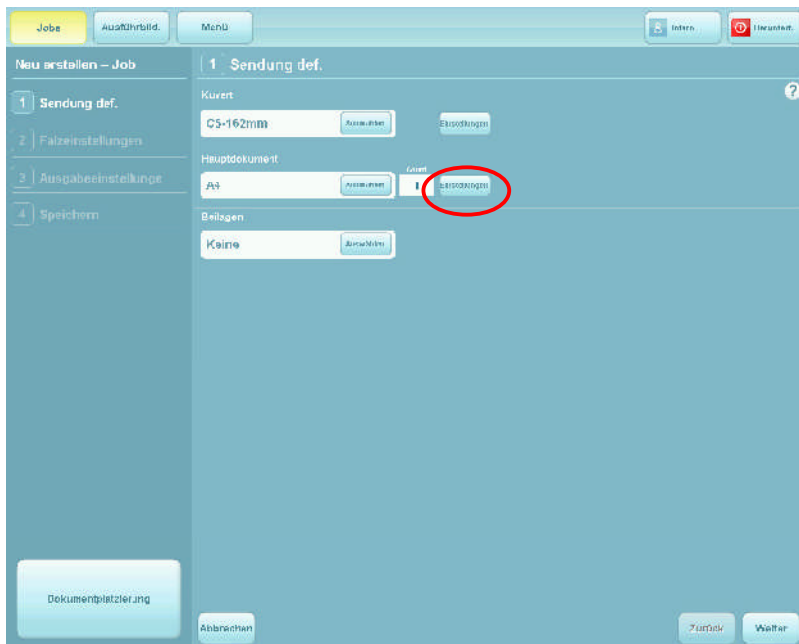 Jobs
Ausführbild.
Menü
Intern
Herunterf.
Neu erstellen – Job
1 Sendung def.
2 Falzeinstellungen
3 Ausgabeeinstellunge
4 Speichern
Dokumentplatzierung
1 Sendung def.
?
Kuvert
C5-162mm
Auswählen
Einstellungen
Hauptdokument
A4
Auswählen
1
Einstellungen
Beilagen
Keine
Auswählen
Abbrechen
Zurück
Weiter